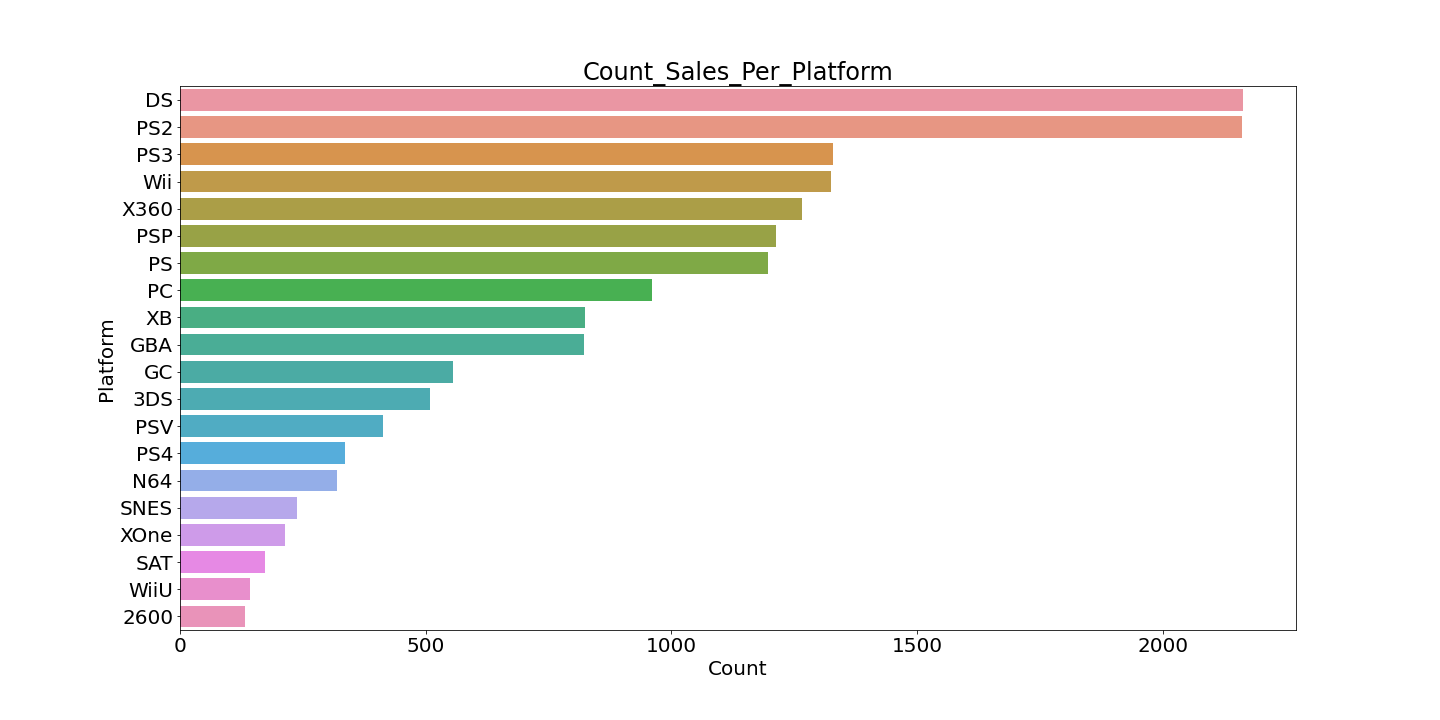 Count_Sales_Per_Platform
DS
PS2
PS3
Wii
X360
PSP
PS
PC
XB
GBA
GC
3DS
PSV
PS4
N64
SNES
XOne
SAT
WiiU
2600
Platform
0 500 1000 1500 2000
Count